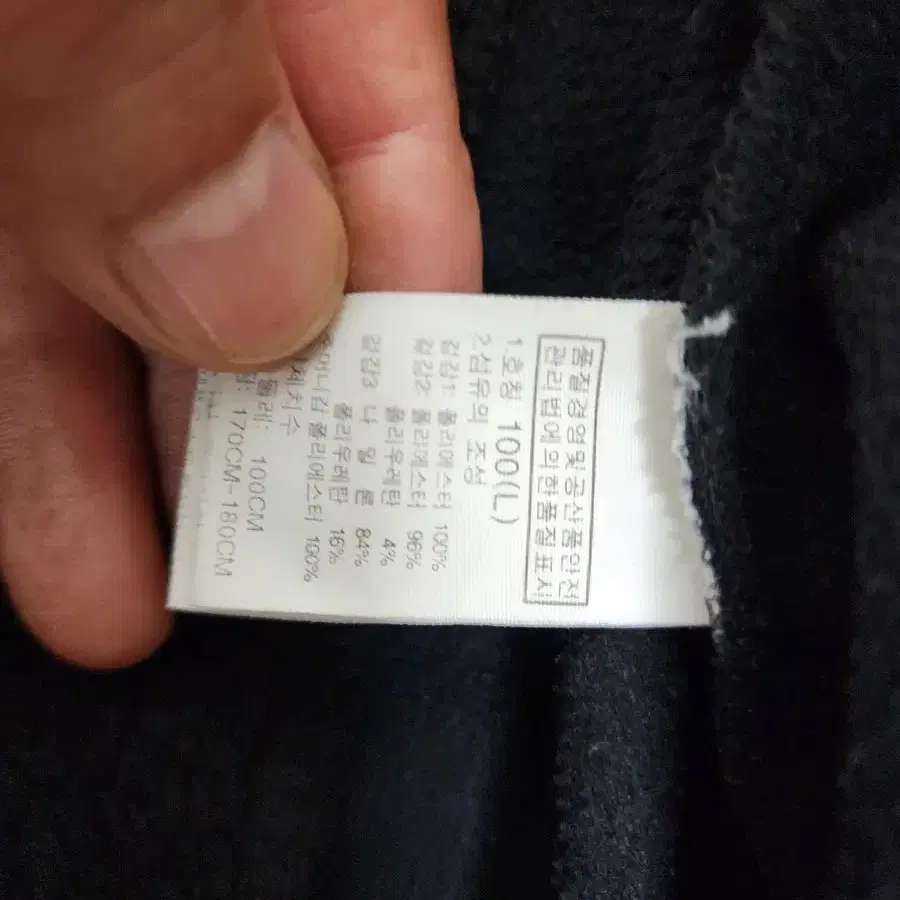 품질경영및공산품안전
관리법에의한품질표시
1.호칭 100(L)
2.섬유의 조성
겉감1: 폴리에스터 100%
겉감2: 폴리에스터 96%
폴리우레탄 4%
겉감3 나 일 론 84%
폴리우레탄 16%
주머니감 폴리에스터 100%
치수
둘레: 100CM
170CM-180CM